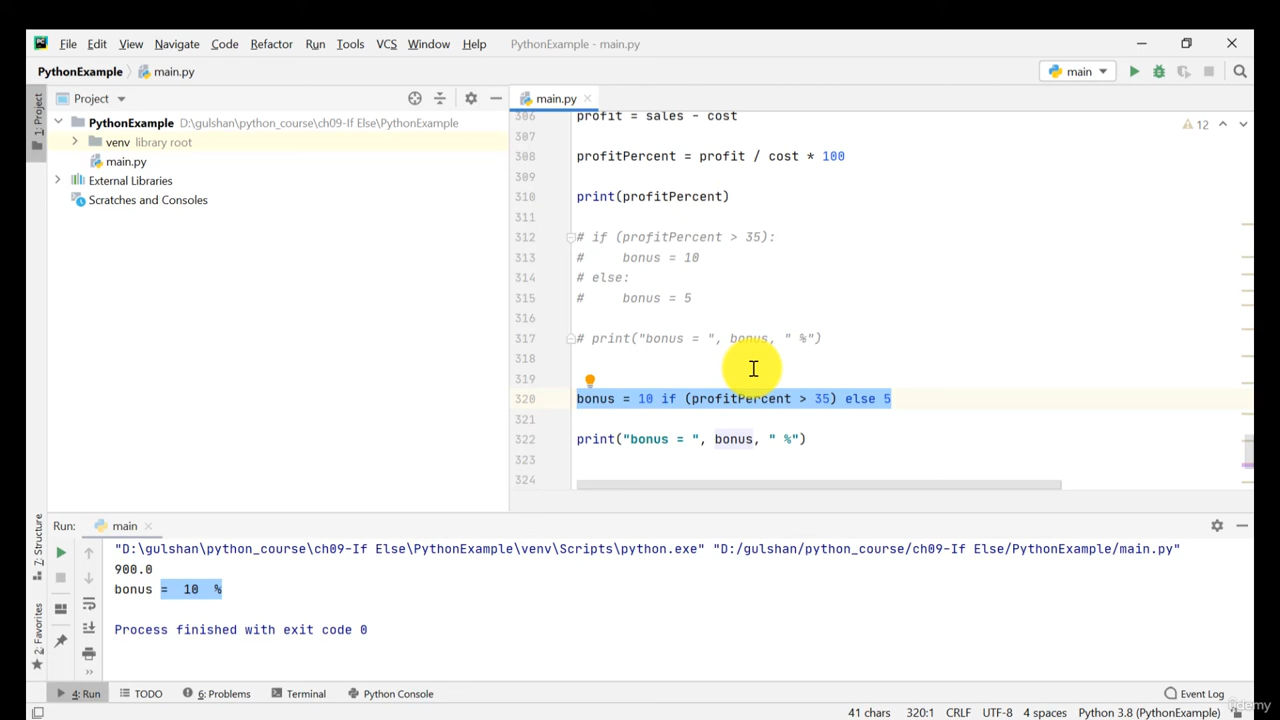 PC File Edit View Navigate Code Refactor Run Tools VCS Window Help PythonExample - main.py
PythonExample main.py main
1: Project
Project
main.py
PythonExample D:\gulshan\python_course\ch09-If Else\PythonExample
venv library root
main.py
External Libraries
Scratches and Consoles
12
306 profit = sales - cost
307
308 profitPercent = profit / cost * 100
309
310 print(profitPercent)
311
312 # if (profitPercent > 35):
313 #     bonus = 10
314 # else:
315 #     bonus = 5
316
317 # print("bonus = ", bonus, " %")
318
319
320 bonus = 10 if (profitPercent > 35) else 5
321
322 print("bonus = ", bonus, " %")
323
324
Z: Structure
2: Favorites
Run: main
"D:\gulshan\python_course\ch09-If Else\PythonExample\venv\Scripts\python.exe" "D:/gulshan/python_course/ch09-If Else/PythonExample/main.py"
900.0
bonus =  10  %
Process finished with exit code 0
4: Run TODO 6: Problems Terminal Python Console Event Log
41 chars 320:1 CRLF UTF-8 4 spaces Python 3.8 (PythonExample)
ûdemy